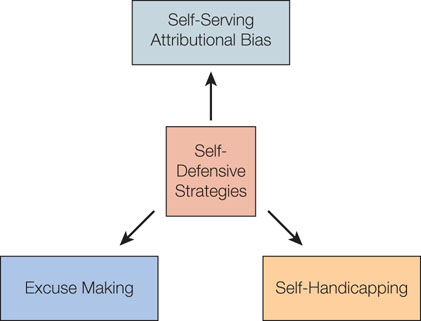 Self-Serving
Attributional Bias
Self-
Defensive
Strategies
Excuse Making
Self-Handicapping